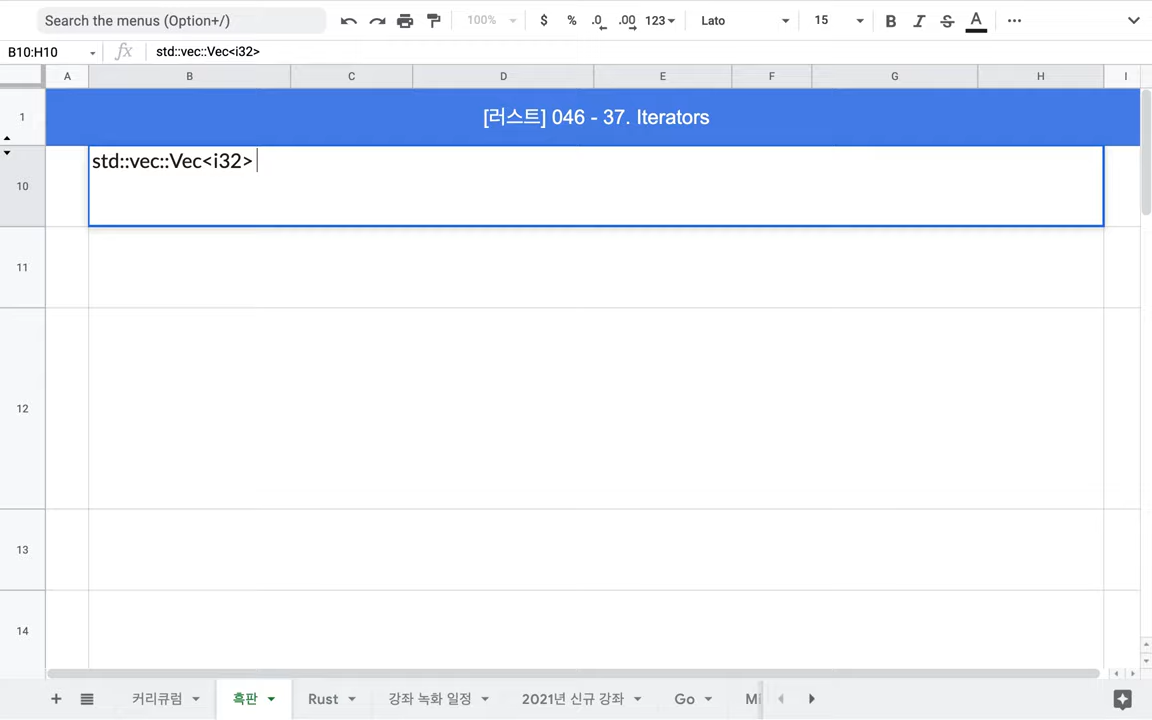 Search the menus (Option+/)
100%
$
%
.0
.00
123
Lato
15
B
I
S
A
B10:H10
fx
std::vec::Vec<i32>
A
B
C
D
E
F
G
H
I
1
[러스트] 046 - 37. Iterators
10
std::vec::Vec<i32>
11
12
13
14
커리큘럼
흑판
Rust
강좌 녹화 일정
2021년 신규 강좌
Go